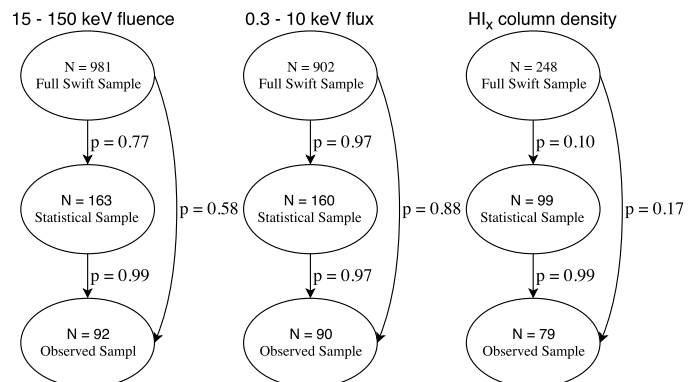 15 - 150 keV fluence
N = 981
Full Swift Sample
p = 0.77
N = 163
Statistical Sample
p = 0.58
p = 0.99
N = 92
Observed Sampl
0.3 - 10 keV flux
N = 902
Full Swift Sample
p = 0.97
N = 160
Statistical Sample
p = 0.88
p = 0.97
N = 90
Observed Sample
HIₓ column density
N = 248
Full Swift Sample
p = 0.10
N = 99
Statistical Sample
p = 0.17
p = 0.99
N = 79
Observed Sample